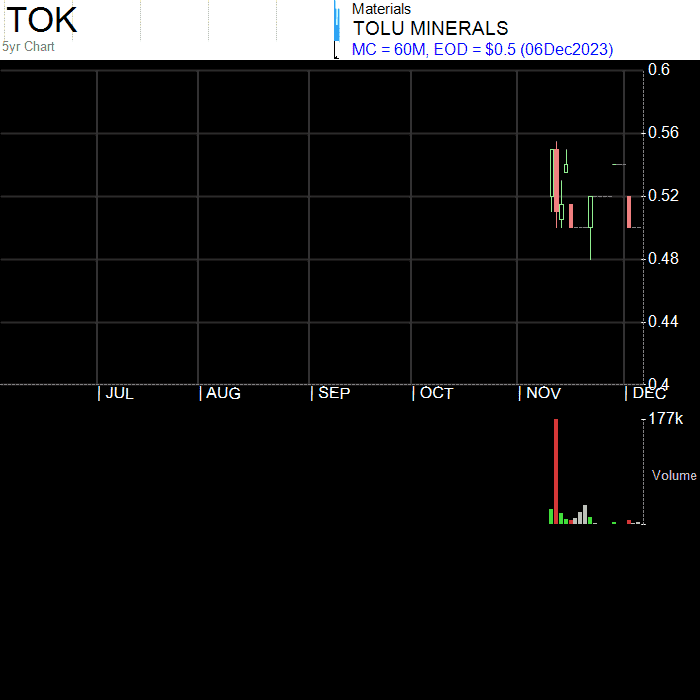 TOK
5yr Chart
Materials
TOLU MINERALS
MC = 60M, EOD = $0.5 (06Dec2023)
0.6
0.56
0.52
0.48
0.44
0.4
| JUL | AUG | SEP | OCT | NOV | DEC
177k
Volume